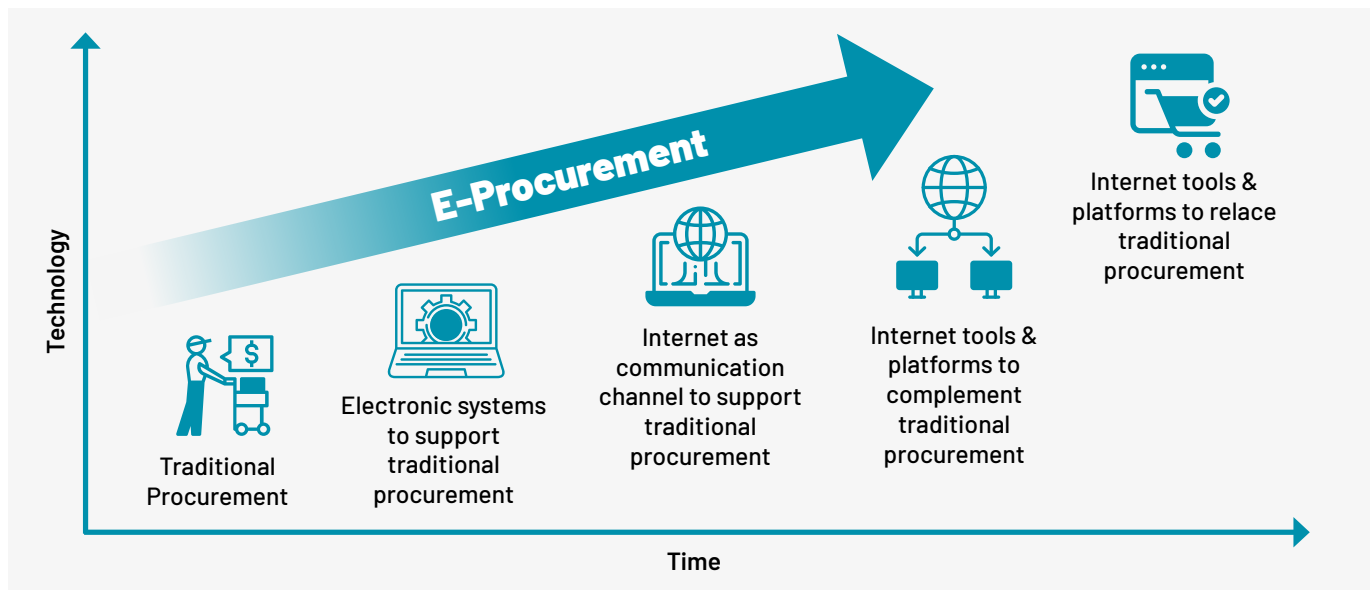 E-Procurement
Technology
$
Traditional
Procurement
Electronic systems
to support
traditional
procurement
Internet as
communication
channel to support
traditional
procurement
Internet tools &
platforms to
complement
traditional
procurement
Internet tools &
platforms to relace
traditional
procurement
Time